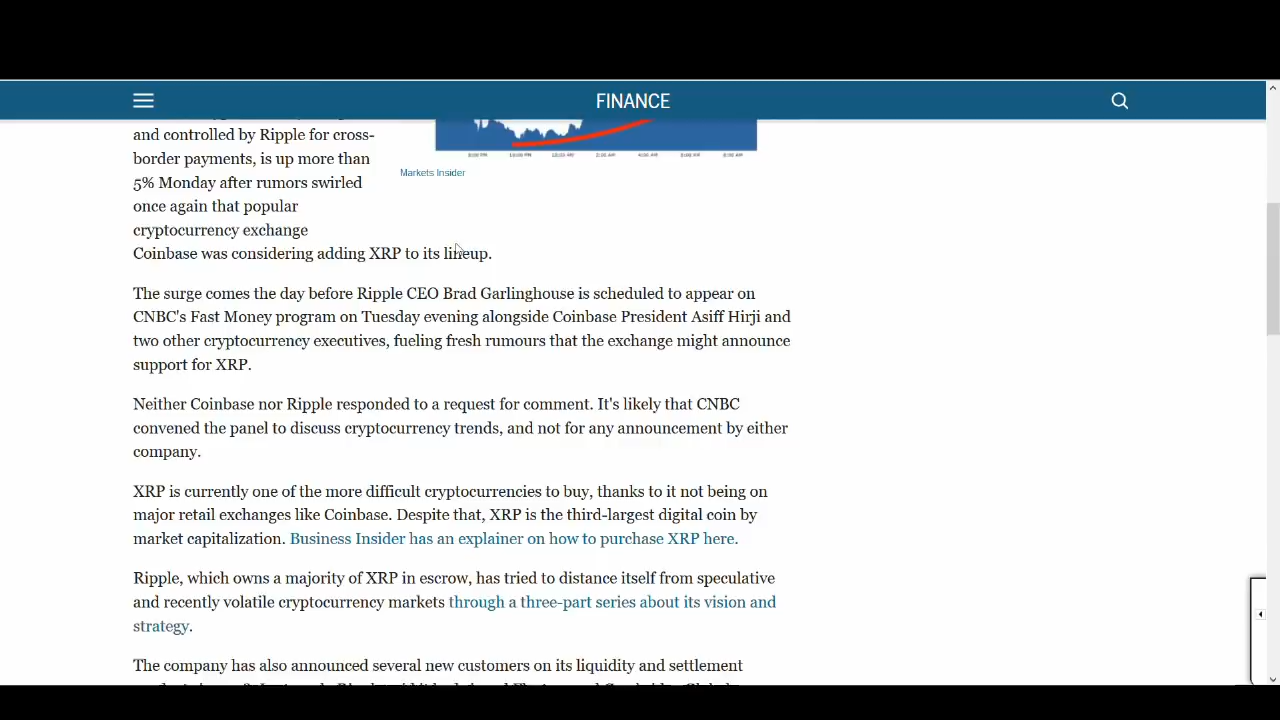 FINANCE
and controlled by Ripple for cross-
border payments, is up more than
5% Monday after rumors swirled
once again that popular
cryptocurrency exchange
Coinbase was considering adding XRP to its lineup.
Markets Insider
The surge comes the day before Ripple CEO Brad Garlinghouse is scheduled to appear on
CNBC's Fast Money program on Tuesday evening alongside Coinbase President Asiff Hirji and
two other cryptocurrency executives, fueling fresh rumours that the exchange might announce
support for XRP.
Neither Coinbase nor Ripple responded to a request for comment. It's likely that CNBC
convened the panel to discuss cryptocurrency trends, and not for any announcement by either
company.
XRP is currently one of the more difficult cryptocurrencies to buy, thanks to it not being on
major retail exchanges like Coinbase. Despite that, XRP is the third-largest digital coin by
market capitalization. Business Insider has an explainer on how to purchase XRP here.
Ripple, which owns a majority of XRP in escrow, has tried to distance itself from speculative
and recently volatile cryptocurrency markets through a three-part series about its vision and
strategy.
The company has also announced several new customers on its liquidity and settlement